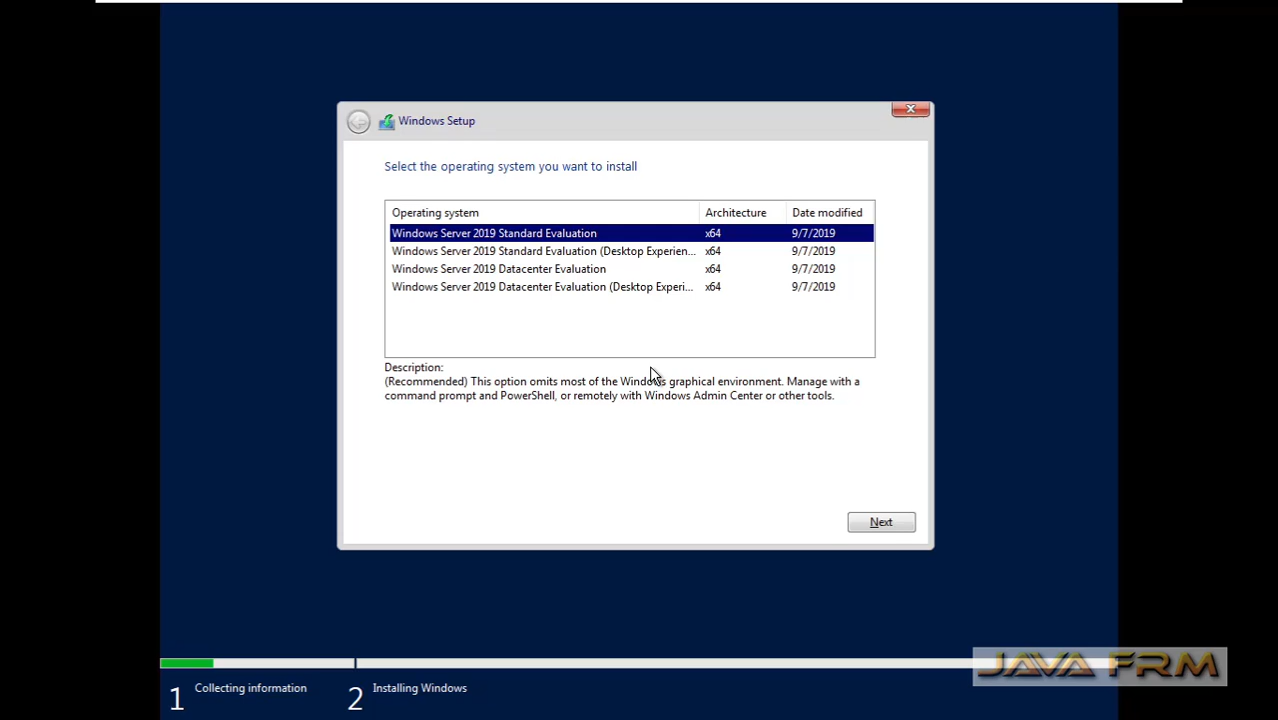 Windows Setup
Select the operating system you want to install
Operating system Architecture Date modified
Windows Server 2019 Standard Evaluation x64 9/7/2019
Windows Server 2019 Standard Evaluation (Desktop Experien... x64 9/7/2019
Windows Server 2019 Datacenter Evaluation x64 9/7/2019
Windows Server 2019 Datacenter Evaluation (Desktop Experi... x64 9/7/2019
Description:
(Recommended) This option omits most of the Windows graphical environment. Manage with a
command prompt and PowerShell, or remotely with Windows Admin Center or other tools.
Next
JAVA FRM
1 Collecting information 2 Installing Windows